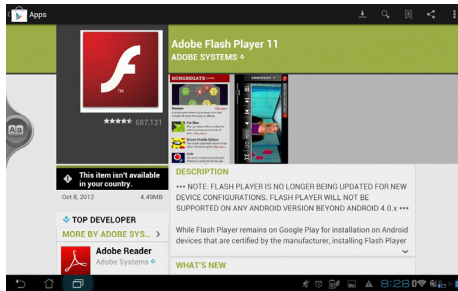 Apps
Adobe Flash Player 11
ADOBE SYSTEMS
TM
687,121
KONGREGATE
This item isn't available
in your country.
Oct 8, 2012
4.49MB
TOP DEVELOPER
MORE BY ADOBE SYS...
Adobe Reader
Adobe Systems
Aa
DESCRIPTION
*** NOTE: FLASH PLAYER IS NO LONGER BEING UPDATED FOR NEW
DEVICE CONFIGURATIONS. FLASH PLAYER WILL NOT BE
SUPPORTED ON ANY ANDROID VERSION BEYOND ANDROID 4.0.x ***
While Flash Player remains on Google Play for installation on Android
devices that are certified by the manufacturer, installing Flash Player
WHAT'S NEW
8:28